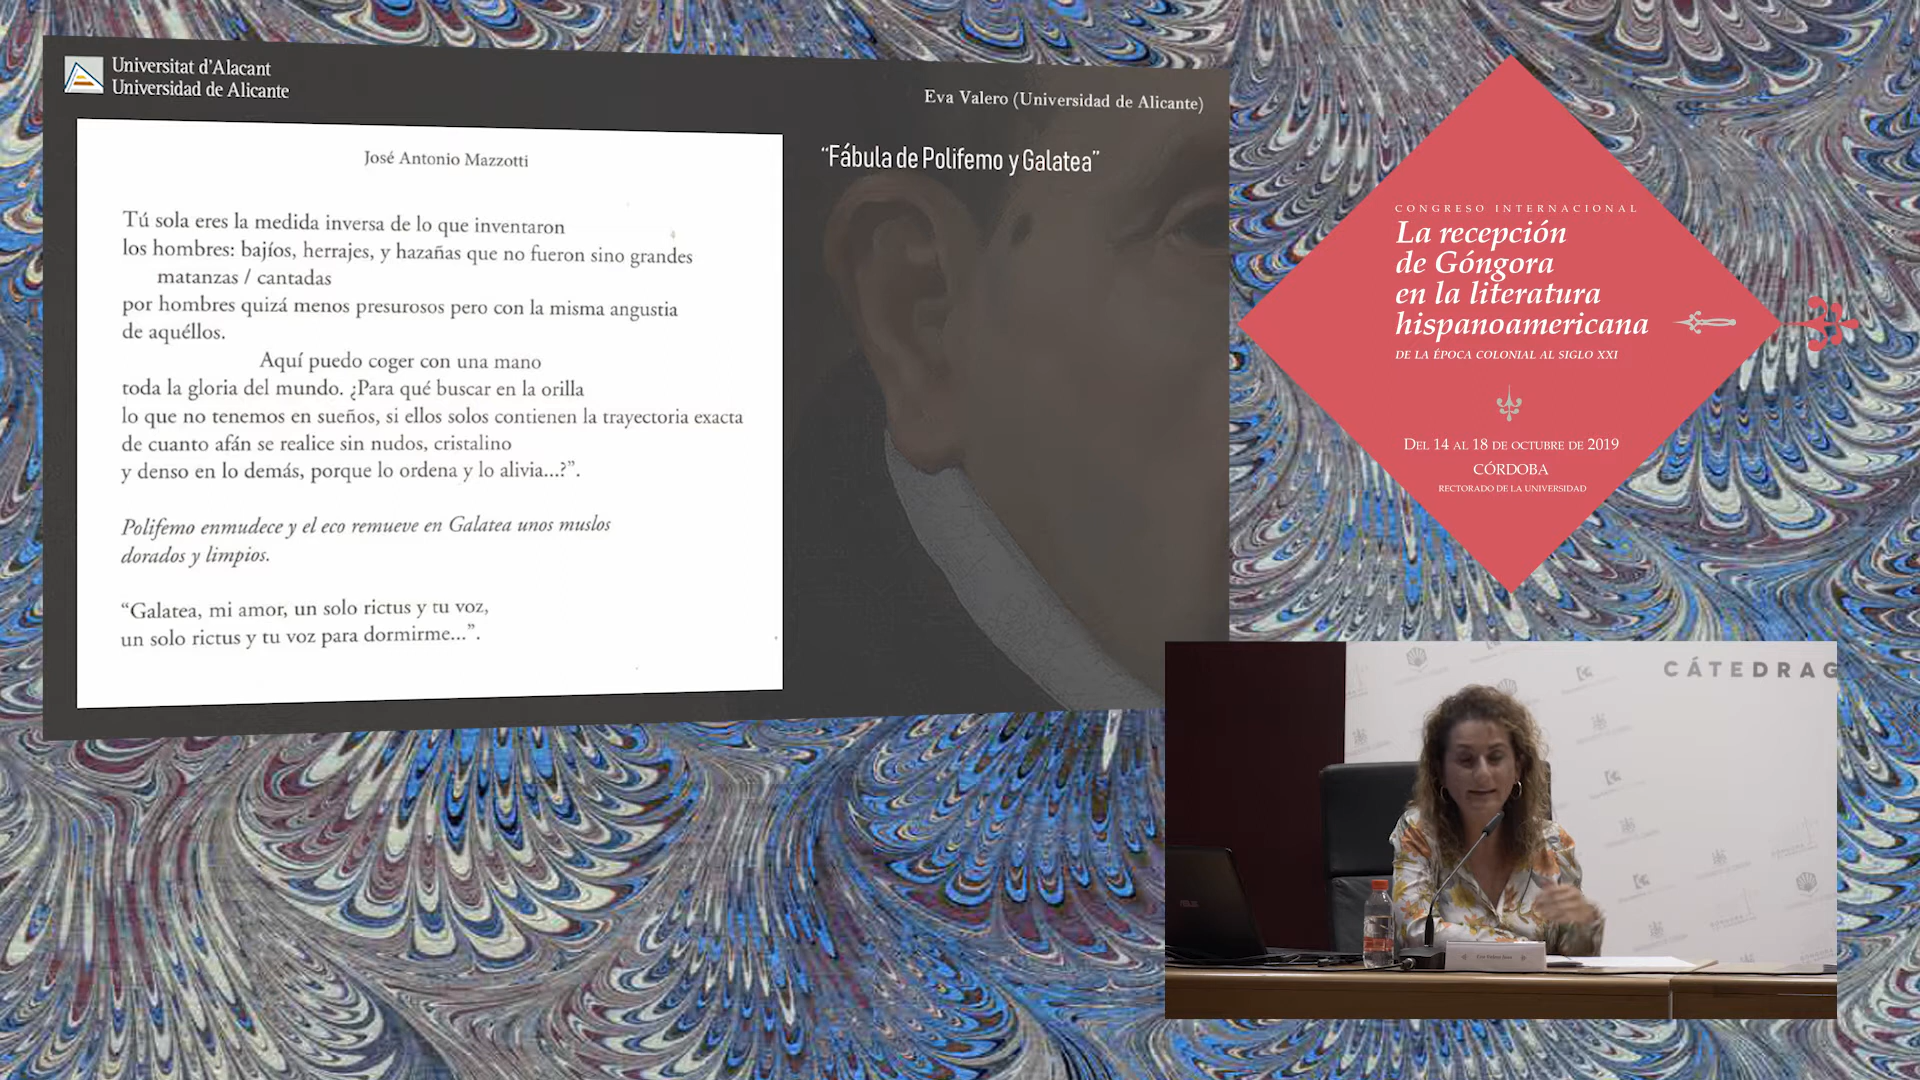 Universitat d'Alacant
Universidad de Alicante
Eva Valero (Universidad de Alicante)
“Fábula de Polifemo y Galatea”
José Antonio Mazzotti
Tú sola eres la medida inversa de lo que inventaron
los hombres: bajíos, herrajes, y hazañas que no fueron sino grandes
matanzas / cantadas
por hombres quizá menos presurosos pero con la misma angustia
de aquéllos.
Aquí puedo coger con una mano
toda la gloria del mundo. ¿Para qué buscar en la orilla
lo que no tenemos en sueños, si ellos solos contienen la trayectoria exacta
de cuanto afán se realice sin nudos, cristalino
y denso en lo demás, porque lo ordena y lo alivia...?”.
Polifemo enmudece y el eco remueve en Galatea unos muslos
dorados y limpios.
“Galatea, mi amor, un solo rictus y tu voz,
un solo rictus y tu voz para dormirme...”.
CONGRESO INTERNACIONAL
La recepción
de Góngora
en la literatura
hispanoamericana
DE LA ÉPOCA COLONIAL AL SIGLO XXI
DEL 14 AL 18 DE OCTUBRE DE 2019
CÓRDOBA
RECTORADO DE LA UNIVERSIDAD
CÁTEDRAG